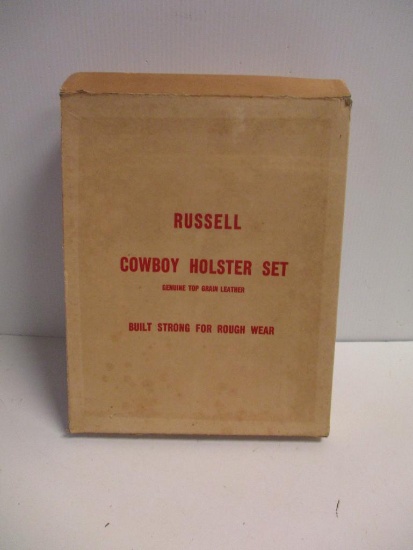 RUSSELL
COWBOY HOLSTER SET
GENUINE TOP GRAIN LEATHER
BUILT STRONG FOR ROUGH WEAR